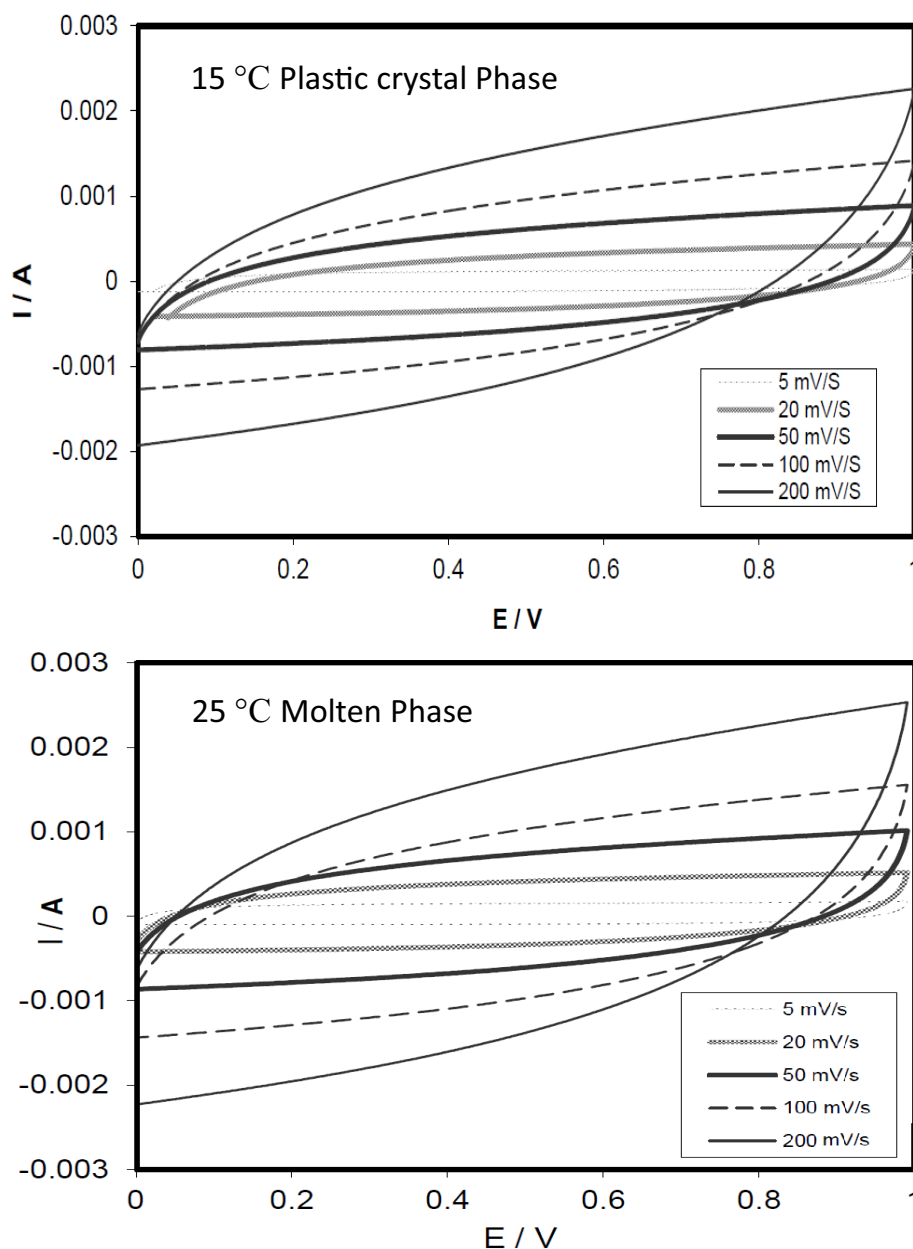 0.003
15 °C Plastic crystal Phase
0.002
0.001
0
I / A
-0.001
5 mV/S
20 mV/S
50 mV/S
100 mV/S
200 mV/S
-0.002
-0.003
0 0.2 0.4 0.6 0.8 1
E / V
0.003
25 °C Molten Phase
0.002
0.001
0
I / A
-0.001
5 mV/s
20 mV/s
50 mV/s
100 mV/s
200 mV/s
-0.002
-0.003
0 0.2 0.4 0.6 0.8 1
E / V